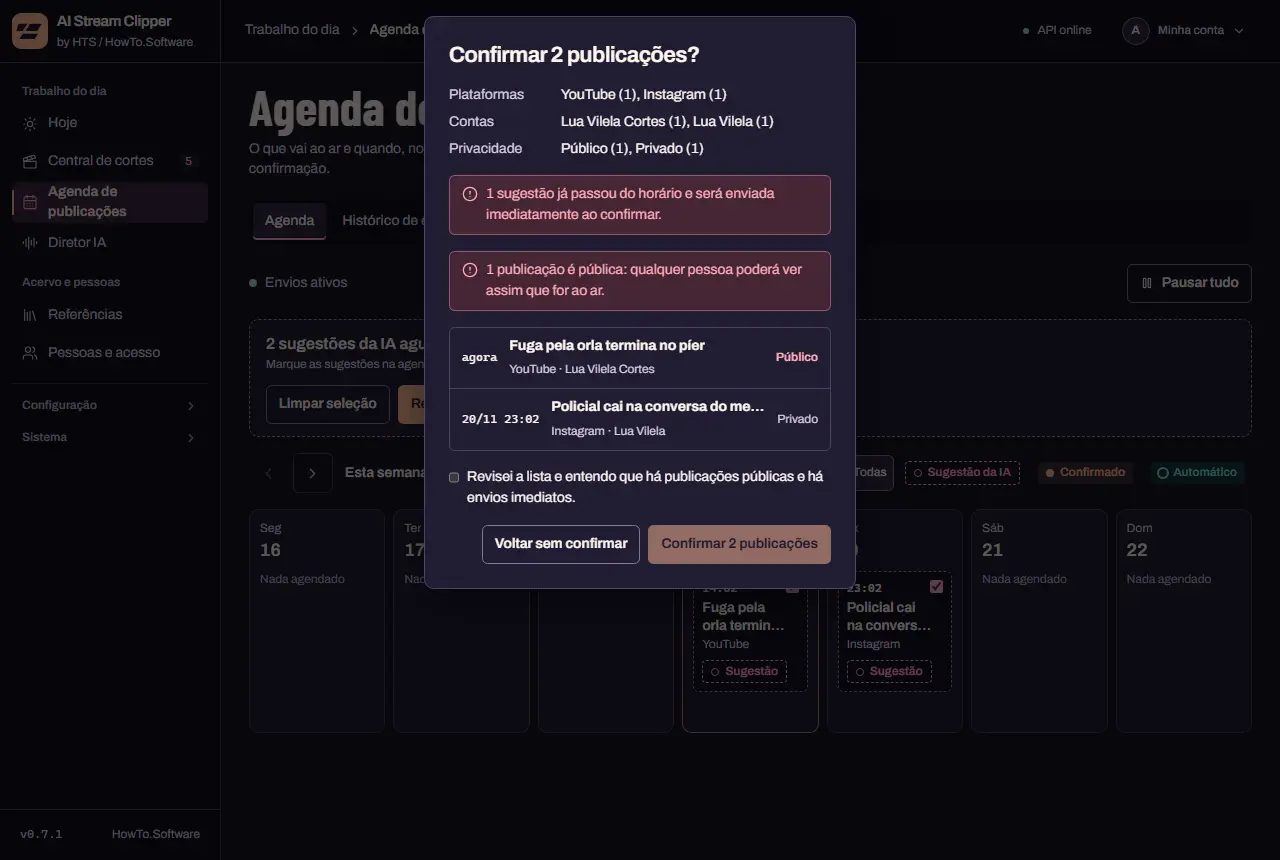 AI Stream Clipper
by HTS / HowTo.Software
Trabalho do dia
Hoje
Central de cortes 5
Agenda de
publicações
Diretor IA
Acervo e pessoas
Referências
Pessoas e acesso
Configuração
Sistema
v0.7.1 HowTo.Software
Trabalho do dia > Agenda
API online
A Minha conta
Agenda de
O que vai ao ar e quando, no
confirmação.
Agenda Histórico de
Envios ativos
Pausar tudo
2 sugestões da IA
Marque as sugestões na
Limpar seleção
Esta semana
Todas Sugestão da IA Confirmado Automático
Seg
16
Nada agendado
Ter
17
Sáb
21
Nada agendado
Dom
22
Nada agendado
Fuga pela
orla termin...
YouTube
Sugestão
23:02
Policial cai
na convers...
Instagram
Sugestão
Confirmar 2 publicações?
Plataformas YouTube (1), Instagram (1)
Contas Lua Vilela Cortes (1), Lua Vilela (1)
Privacidade Público (1), Privado (1)
1 sugestão já passou do horário e será enviada
imediatamente ao confirmar.
1 publicação é pública: qualquer pessoa poderá ver
assim que for ao ar.
agora Fuga pela orla termina no píer Público
YouTube · Lua Vilela Cortes
20/11 23:02 Policial cai na conversa do me... Privado
Instagram · Lua Vilela
Revisei a lista e entendo que há publicações públicas e há
envios imediatos.
Voltar sem confirmar Confirmar 2 publicações